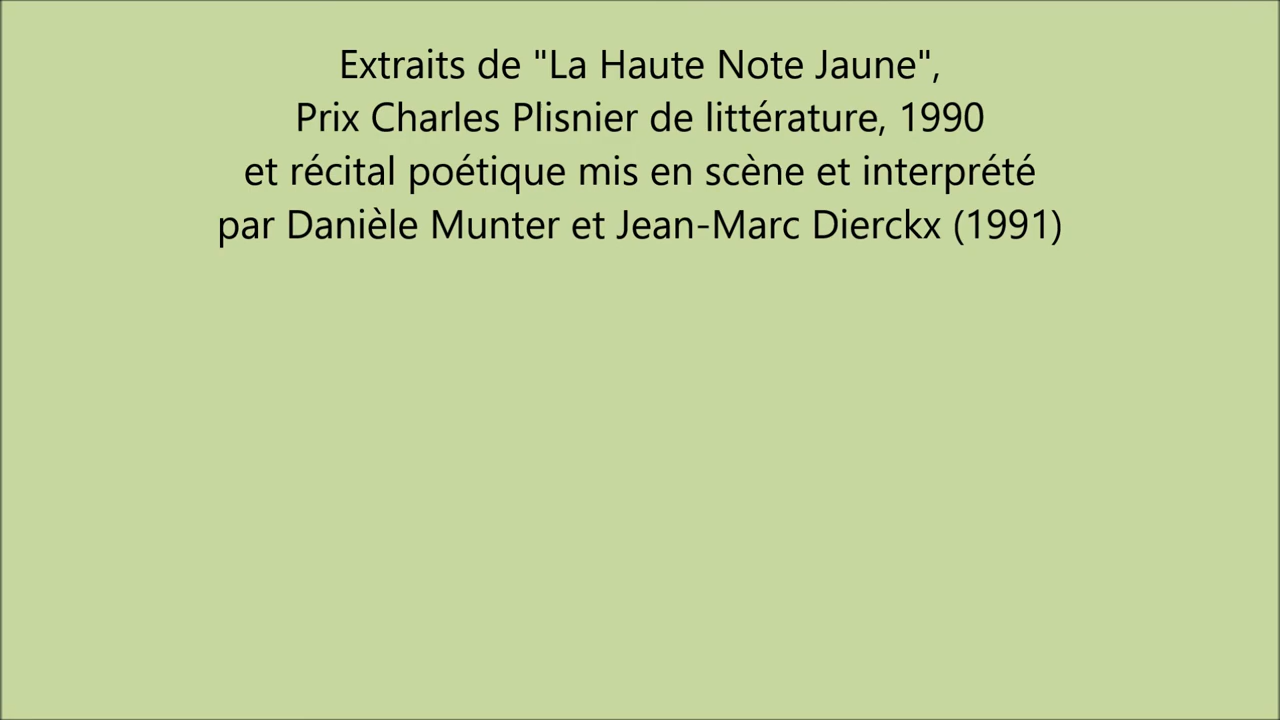 Extraits de "La Haute Note Jaune",
Prix Charles Plisnier de littérature, 1990
et récital poétique mis en scène et interprété
par Danièle Munter et Jean-Marc Dierckx (1991)